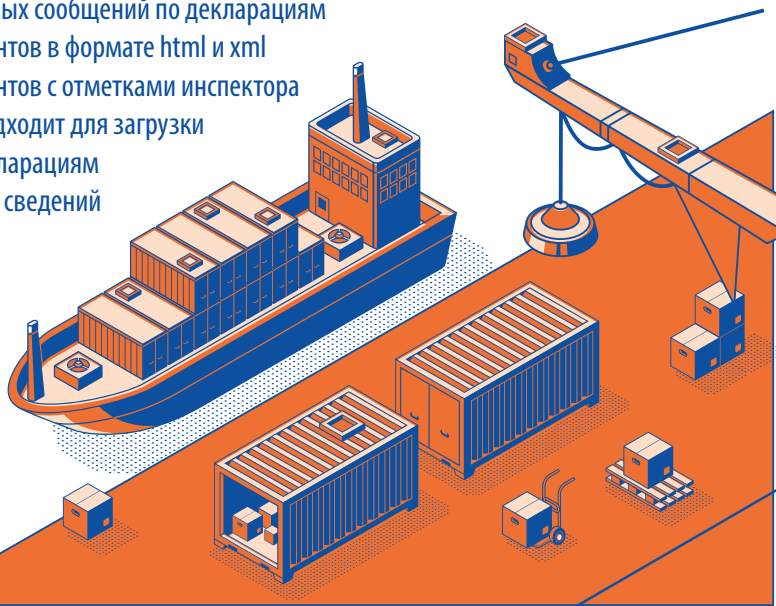 ых сообщений по декларациям
нтов в формате html и xml
нтов с отметками инспектора
дходит для загрузки
ларациям
сведений